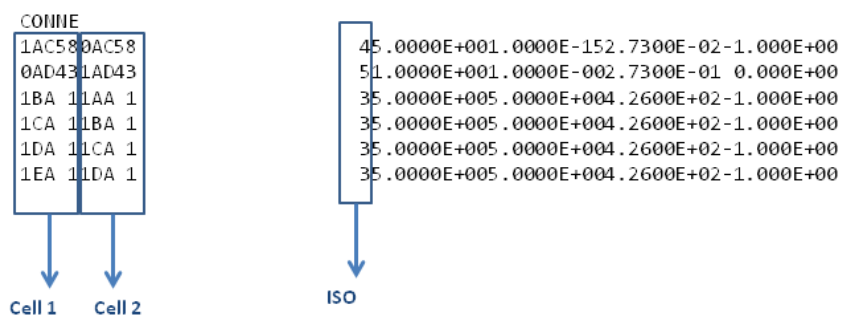 CONNE
1AC580AC58 45.0000E+001.0000E-152.7300E-02-1.000E+00
0AD431AD43 51.0000E+001.0000E-002.7300E-01 0.000E+00
1BA 11AA 1 35.0000E+005.0000E+004.2600E+02-1.000E+00
1CA 11BA 1 35.0000E+005.0000E+004.2600E+02-1.000E+00
1DA 11CA 1 35.0000E+005.0000E+004.2600E+02-1.000E+00
1EA 11DA 1 35.0000E+005.0000E+004.2600E+02-1.000E+00
Cell 1 Cell 2 ISO